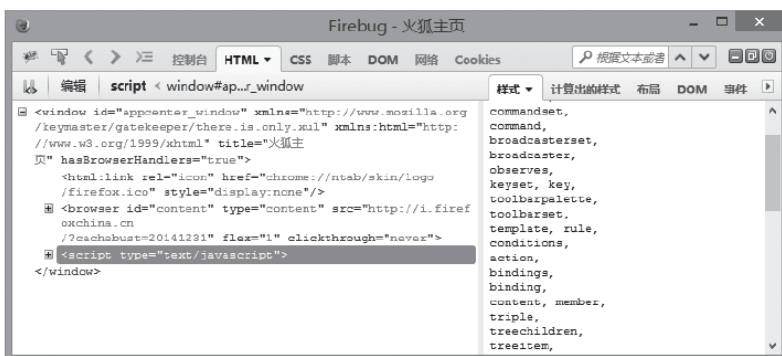 Firebug - 火狐主页
控制台 HTML CSS 脚本 DOM 网络 Cookies 根据文本或者
编辑 script < window#ap...r_window
样式 计算出的样式 布局 DOM 事件
<window id="appcenter_window" xmlns="http://www.mozilla.org
/keymaster/gatekeeper/there.is.only.xul" xmlns:html="http:
//www.w3.org/1999/xhtml" title="火狐主
页" hasBrowserHandlers="true">
<html:link rel="icon" href="chrome://ntab/skin/logo
/firefox.ico" style="display:none"/>
<browser id="content" type="content" src="http://i.firef
oxchina.cn
/?cachebust=20141231" flex="1" clickthrough="never">
<script type="text/javascript">
</window>
commandset,
command,
broadcasterset,
broadcaster,
observes,
keyset, key,
toolbarpalette,
toolbarset,
template, rule,
conditions,
action,
bindings,
binding,
content, member,
triple,
treechildren,
treeitem,